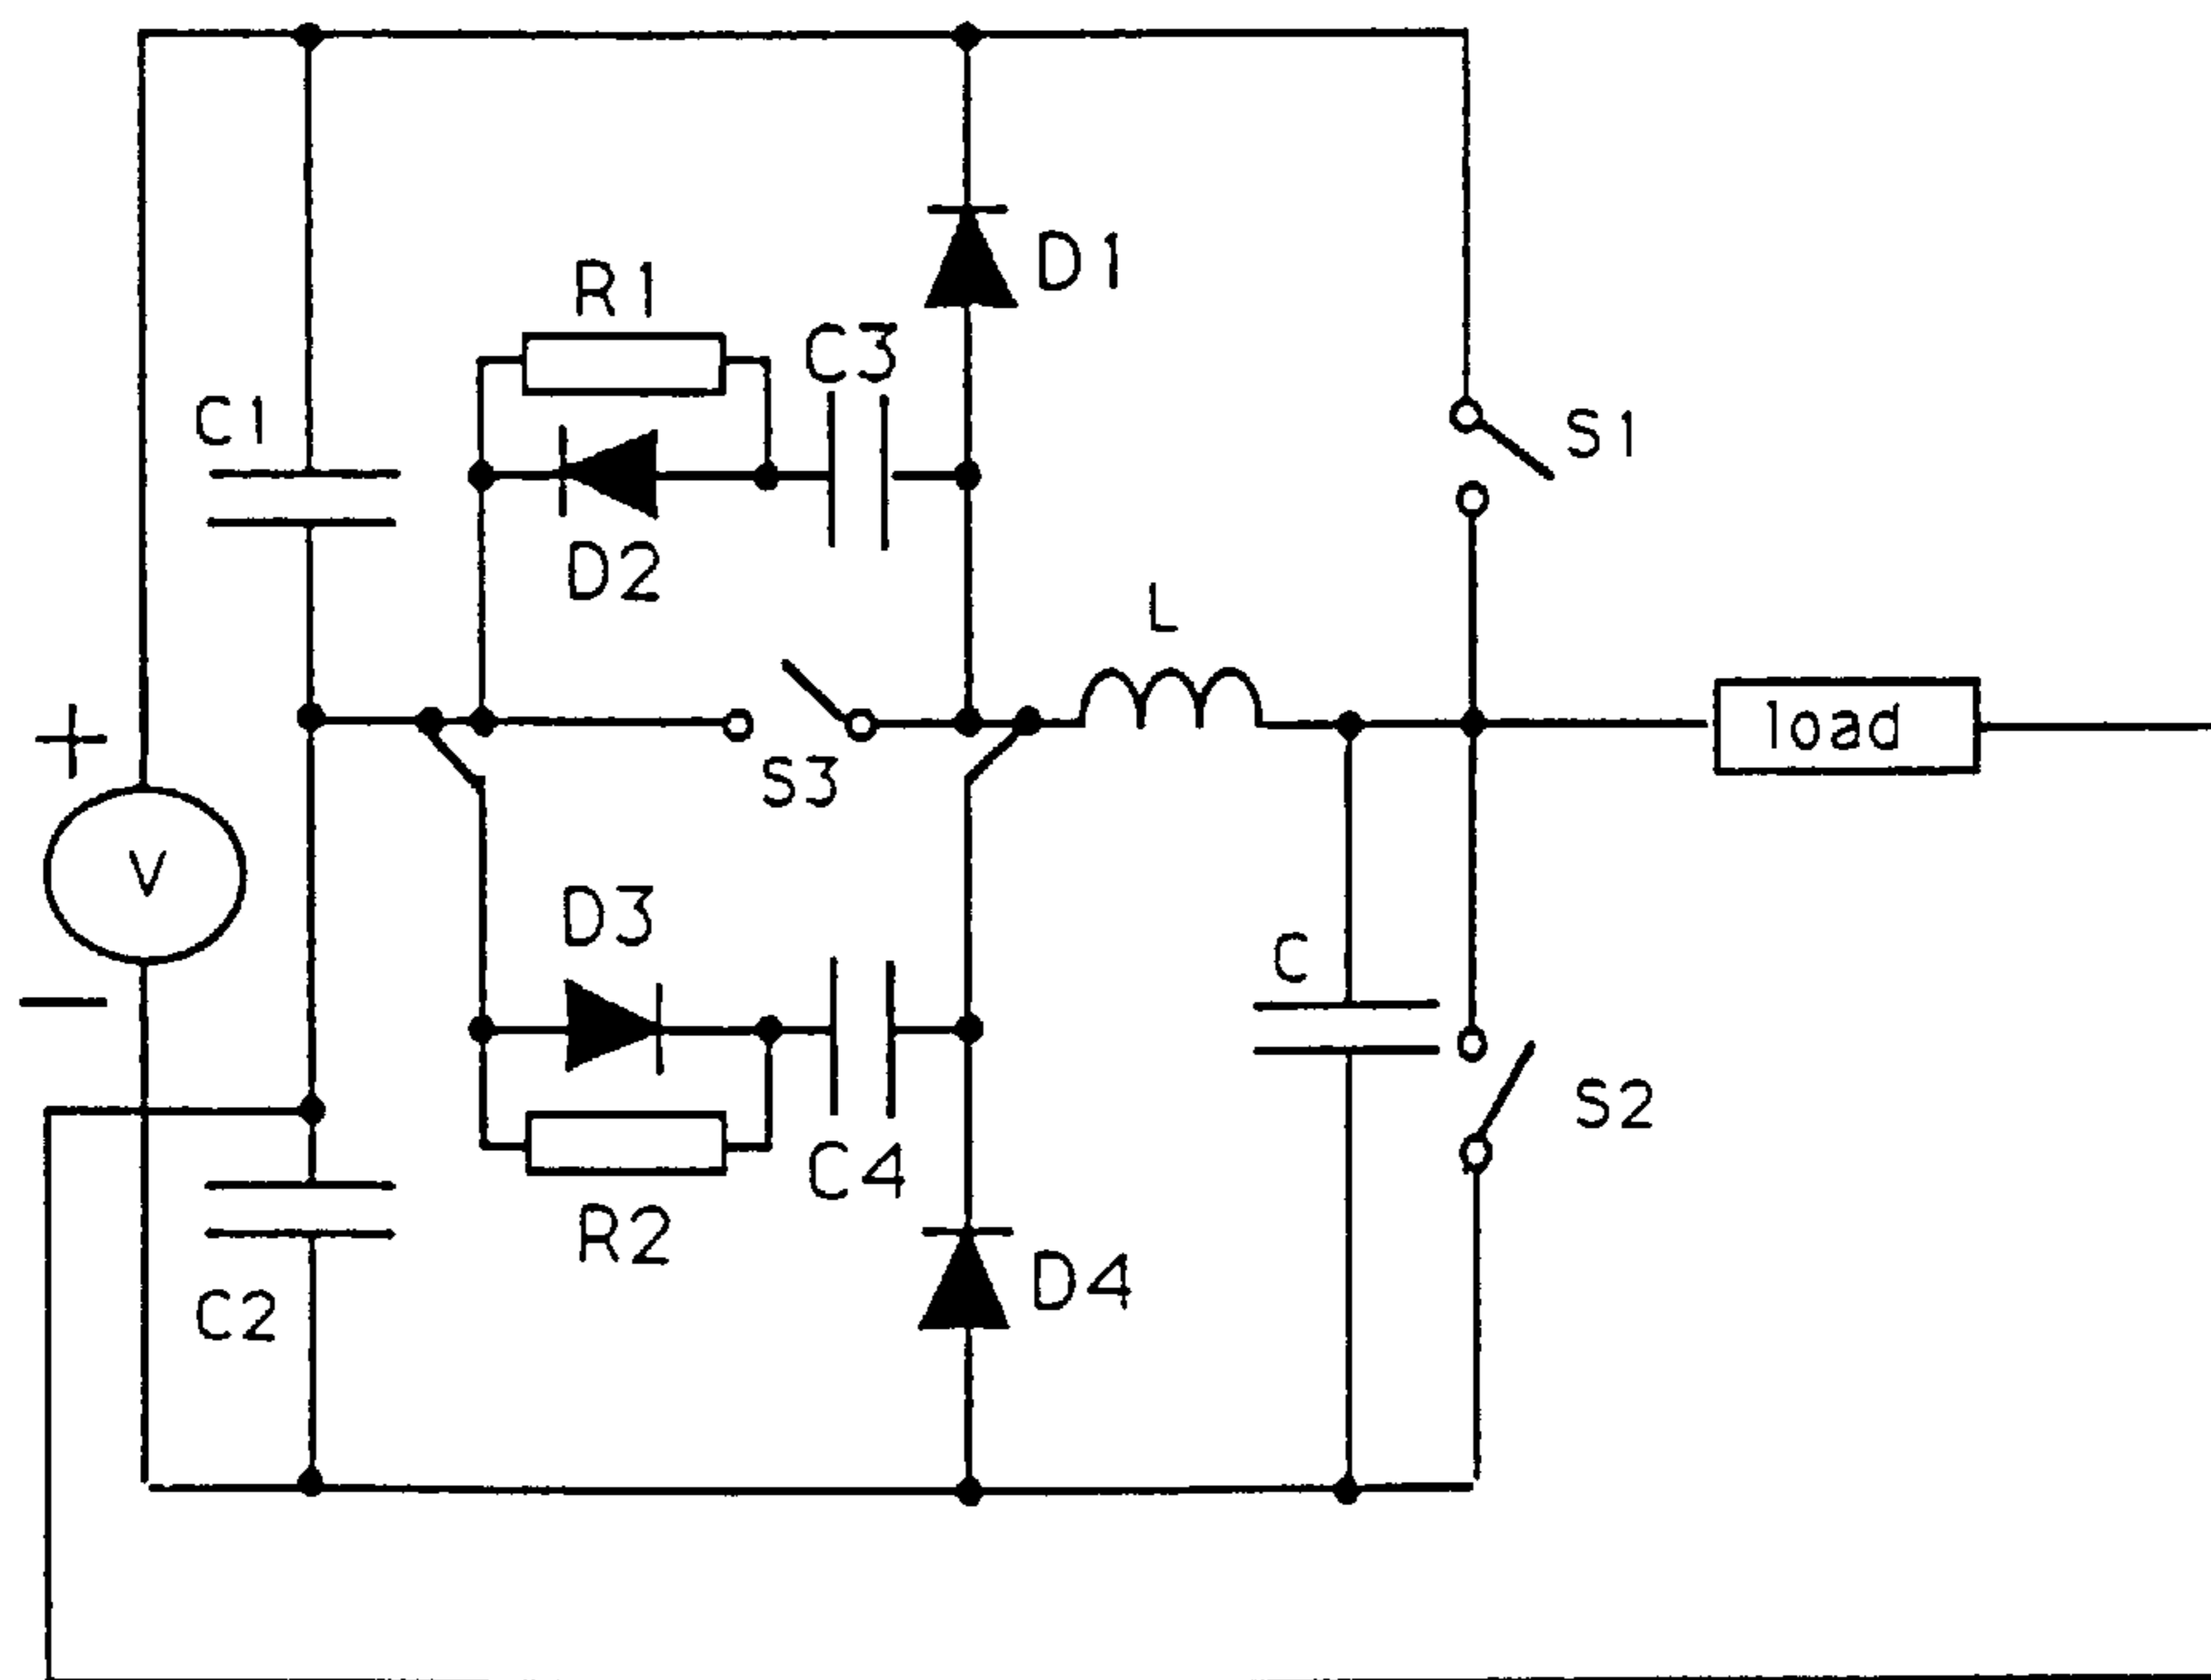 R1
D1
C3
C1
S1
D2
L
+
load
S3
V
D3
C
−
S2
C4
R2
D4
C2